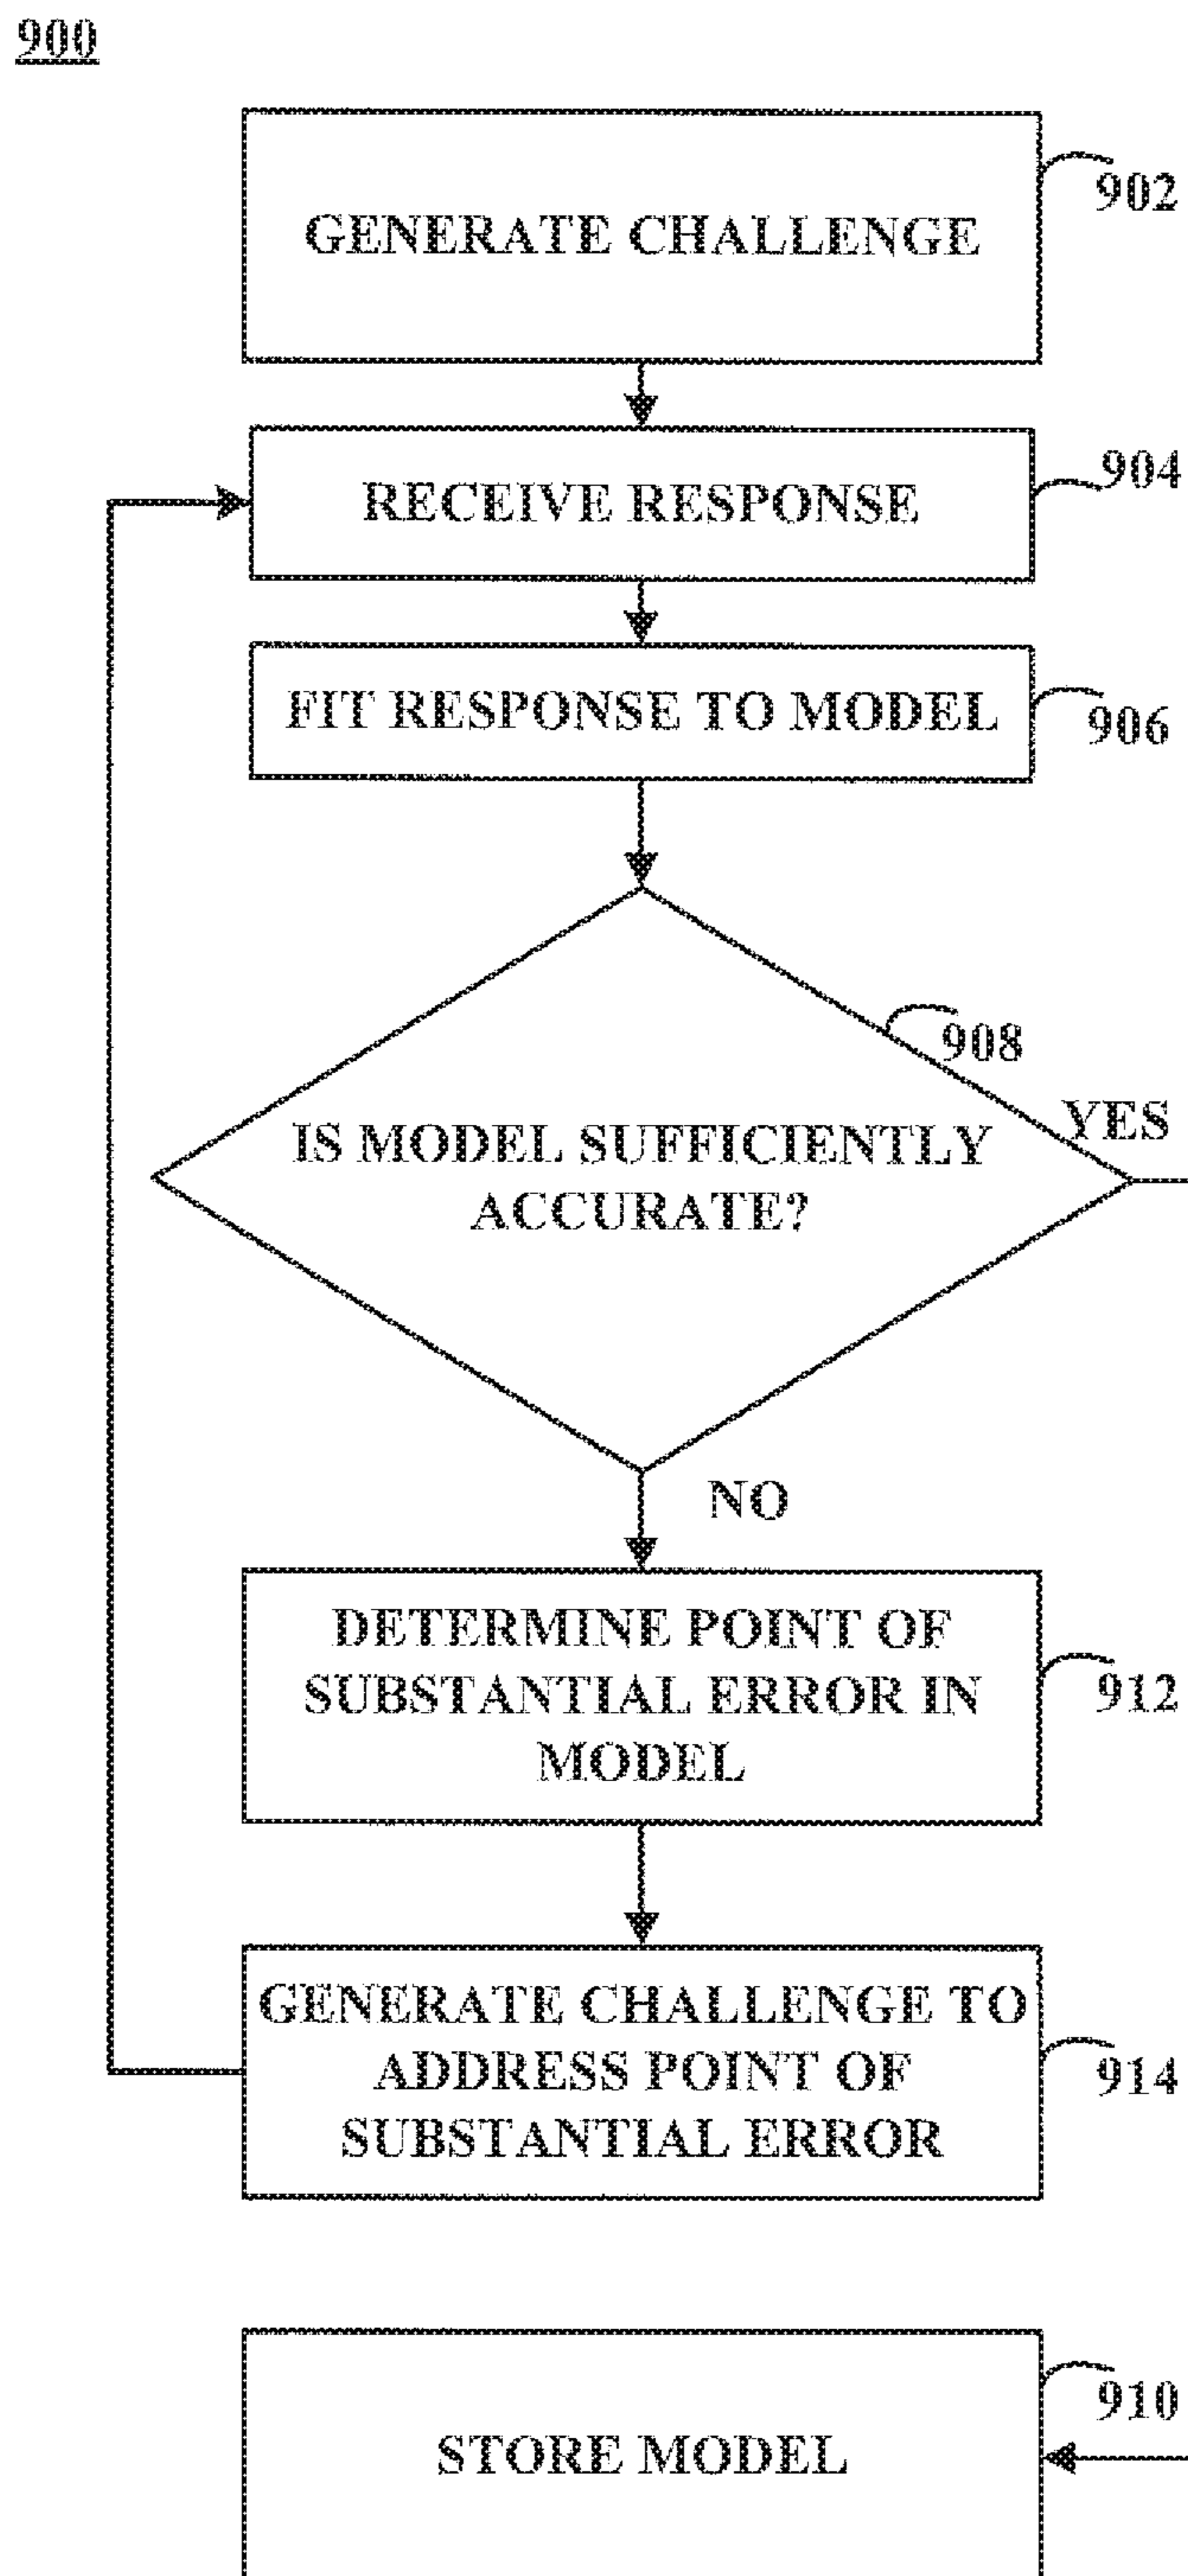 900
GENERATE CHALLENGE
902
RECEIVE RESPONSE
904
FIT RESPONSE TO MODEL
906
908
YES
IS MODEL SUFFICIENTLY
ACCURATE?
NO
DETERMINE POINT OF
SUBSTANTIAL ERROR IN
MODEL
912
GENERATE CHALLENGE TO
ADDRESS POINT OF
SUBSTANTIAL ERROR
914
910
STORE MODEL